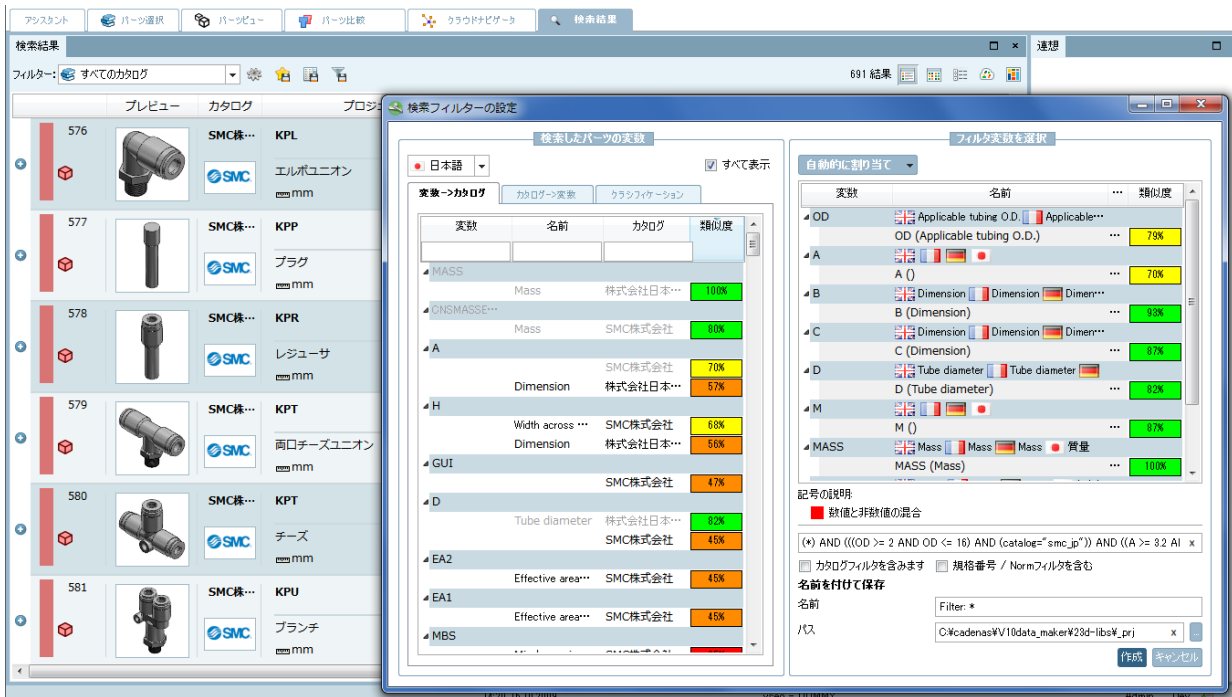 アシスタント パーツ選択 パーツビュー パーツ比較 クラウドナビゲータ 検索結果
検索結果
連想
フィルター: すべてのカタログ
691 結果
プレビュー カタログ プロジ
576 SMC株… KPL
SMC エルボユニオン
mm
577 SMC株… KPP
SMC プラグ
mm
578 SMC株… KPR
SMC レジューサ
mm
579 SMC株… KPT
SMC 両口チーズユニオン
mm
580 SMC株… KPT
SMC チーズ
mm
581 SMC株… KPU
SMC ブランチ
mm
検索フィルターの設定
検索したパーツの変数
日本語 すべて表示
変数->カタログ カタログ->変数 クラシフィケーション
変数 名前 カタログ 類似度
MASS
Mass 株式会社日本… 100%
CNSMASSE…
Mass SMC株式会社 80%
A
SMC株式会社 70%
Dimension 株式会社日本… 57%
H
Width across … SMC株式会社 68%
Dimension 株式会社日本… 56%
GUI
SMC株式会社 47%
D
Tube diameter 株式会社日本… 82%
SMC株式会社 45%
EA2
Effective area… SMC株式会社 45%
EA1
Effective area… SMC株式会社 45%
MBS
フィルタ変数を選択
自動的に割り当て
変数 名前 … 類似度
OD Applicable tubing O.D. Applicable…
OD (Applicable tubing O.D.) … 79%
A
A () … 70%
B Dimension Dimension Dimen…
B (Dimension) … 93%
C Dimension Dimension Dimen…
C (Dimension) … 87%
D Tube diameter Tube diameter
D (Tube diameter) … 82%
M
M () … 87%
MASS Mass Mass Mass 質量
MASS (Mass) … 100%
記号の説明:
数値と非数値の混合
(*) AND (((OD >= 2 AND OD <= 16) AND (catalog="smc_jp")) AND ((A >= 3.2 Al x
カタログフィルタを含みます 規格番号 / Normフィルタを含む
名前を付けて保存
名前 Filter: *
パス C:¥cadenas¥V10data_maker¥23d-libs¥_prj x ...
作成 キャンセル